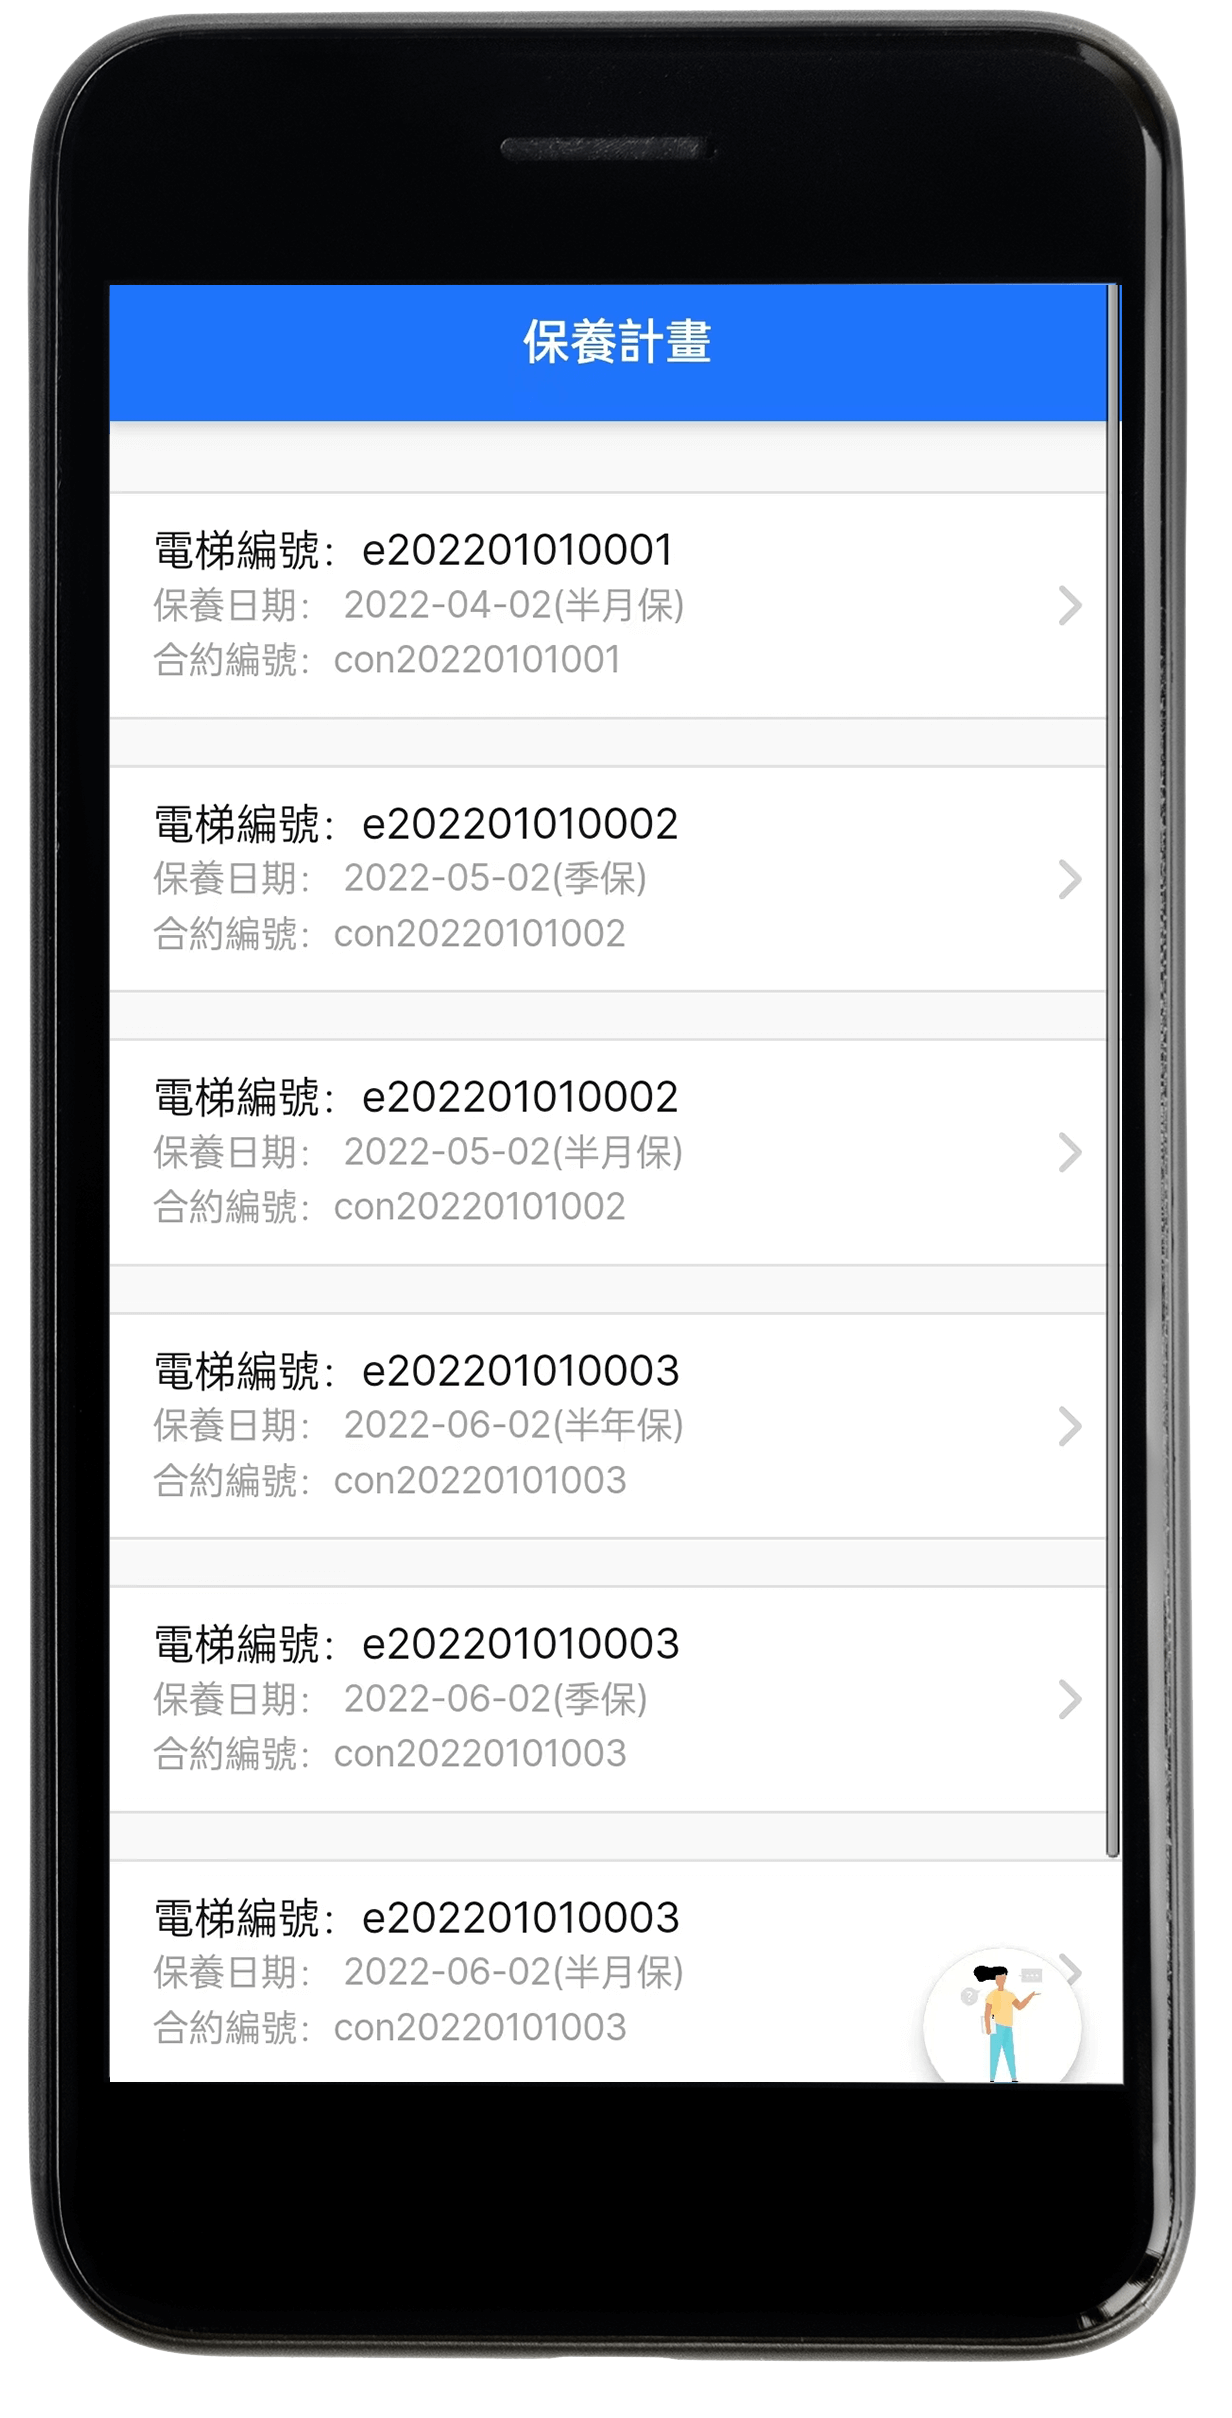 保養計畫
電梯編號：e202201010001
保養日期： 2022-04-02(半月保)
合約編號：con20220101001
電梯編號：e202201010002
保養日期： 2022-05-02(季保)
合約編號：con20220101002
電梯編號：e202201010002
保養日期： 2022-05-02(半月保)
合約編號：con20220101002
電梯編號：e202201010003
保養日期： 2022-06-02(半年保)
合約編號：con20220101003
電梯編號：e202201010003
保養日期： 2022-06-02(季保)
合約編號：con20220101003
電梯編號：e202201010003
保養日期： 2022-06-02(半月保)
合約編號：con20220101003